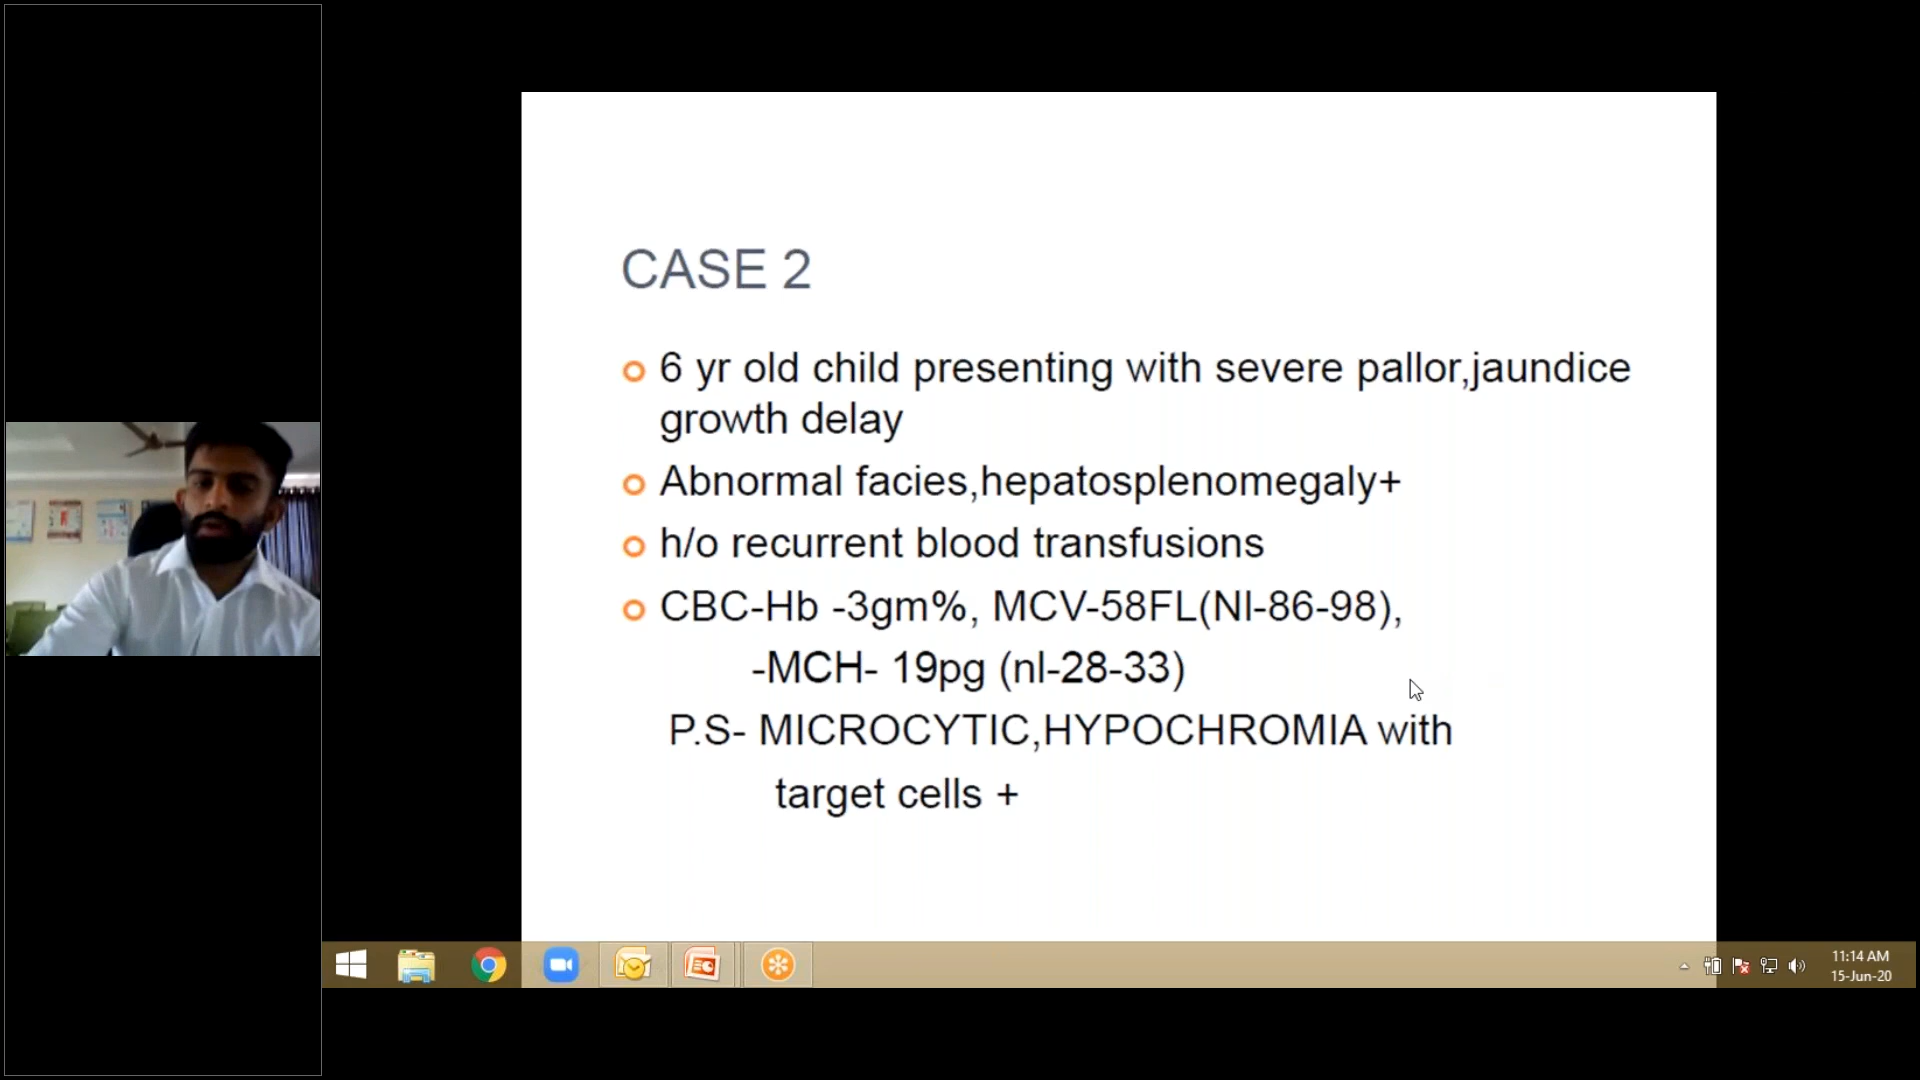 CASE 2
6 yr old child presenting with severe pallor,jaundice
growth delay
Abnormal facies,hepatosplenomegaly+
h/o recurrent blood transfusions
CBC-Hb -3gm%, MCV-58FL(Nl-86-98),
-MCH- 19pg (nl-28-33)
P.S- MICROCYTIC,HYPOCHROMIA with
target cells +
11:14 AM
15-Jun-20